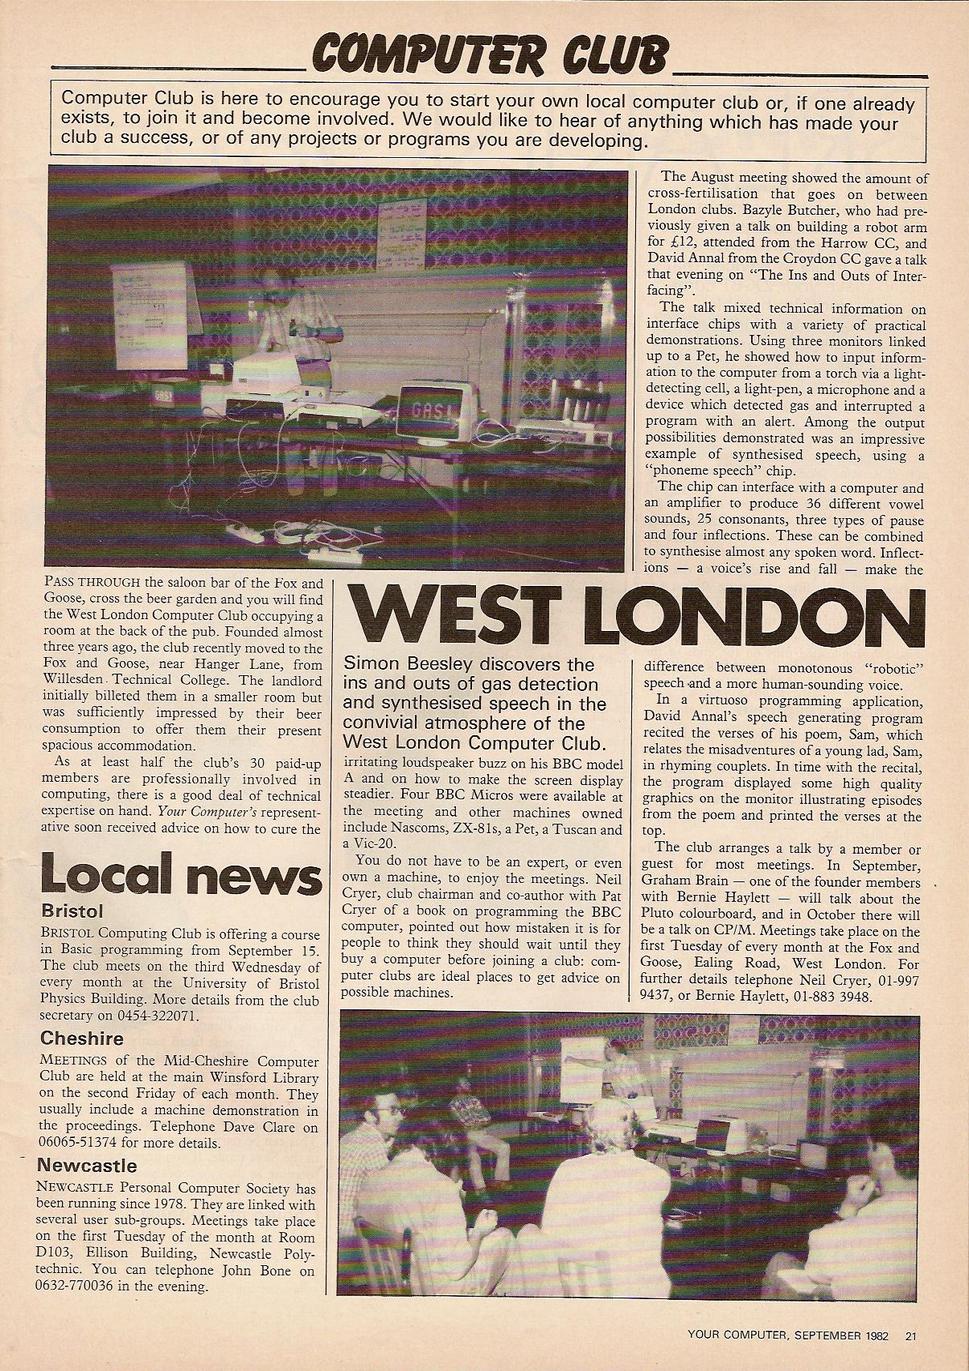 COMPUTER CLUB
Computer Club is here to encourage you to start your own local computer club or, if one already
exists, to join it and become involved. We would like to hear of anything which has made your
club a success, or of any projects or programs you are developing.
GAS!
PASS THROUGH the saloon bar of the Fox and
Goose, cross the beer garden and you will find
the West London Computer Club occupying a
room at the back of the pub. Founded almost
three years ago, the club recently moved to the
Fox and Goose, near Hanger Lane, from
Willesden Technical College. The landlord
initially billeted them in a smaller room but
was sufficiently impressed by their beer
consumption to offer them their present
spacious accommodation.
As at least half the club's 30 paid-up
members are professionally involved in
computing, there is a good deal of technical
expertise on hand. Your Computer's represent-
ative soon received advice on how to cure the
WEST LONDON
Simon Beesley discovers the
ins and outs of gas detection
and synthesised speech in the
convivial atmosphere of the
West London Computer Club.
irritating loudspeaker buzz on his BBC model
A and on how to make the screen display
steadier. Four BBC Micros were available at
the meeting and other machines owned
include Nascoms, ZX-81s, a Pet, a Tuscan and
a Vic-20.
You do not have to be an expert, or even
own a machine, to enjoy the meetings. Neil
Cryer, club chairman and co-author with Pat
Cryer of a book on programming the BBC
computer, pointed out how mistaken it is for
people to think they should wait until they
buy a computer before joining a club: com-
puter clubs are ideal places to get advice on
possible machines.
The August meeting showed the amount of
cross-fertilisation that goes on between
London clubs. Bazyle Butcher, who had pre-
viously given a talk on building a robot arm
for £12, attended from the Harrow CC, and
David Annal from the Croydon CC gave a talk
that evening on "The Ins and Outs of Inter-
facing".
The talk mixed technical information on
interface chips with a variety of practical
demonstrations. Using three monitors linked
up to a Pet, he showed how to input inform-
ation to the computer from a torch via a light-
detecting cell, a light-pen, a microphone and a
device which detected gas and interrupted a
program with an alert. Among the output
possibilities demonstrated was an impressive
example of synthesised speech, using a
"phoneme speech" chip.
The chip can interface with a computer and
an amplifier to produce 36 different vowel
sounds, 25 consonants, three types of pause
and four inflections. These can be combined
to synthesise almost any spoken word. Inflect-
ions — a voice's rise and fall — make the
difference between monotonous "robotic"
speech and a more human-sounding voice.
In a virtuoso programming application,
David Annal's speech generating program
recited the verses of his poem, Sam, which
relates the misadventures of a young lad, Sam,
in rhyming couplets. In time with the recital,
the program displayed some high quality
graphics on the monitor illustrating episodes
from the poem and printed the verses at the
top.
The club arranges a talk by a member or
guest for most meetings. In September,
Graham Brain — one of the founder members
with Bernie Haylett — will talk about the
Pluto colourboard, and in October there will
be a talk on CP/M. Meetings take place on the
first Tuesday of every month at the Fox and
Goose, Ealing Road, West London. For
further details telephone Neil Cryer, 01-997
9437, or Bernie Haylett, 01-883 3948.
Local news
Bristol
BRISTOL Computing Club is offering a course
in Basic programming from September 15.
The club meets on the third Wednesday of
every month at the University of Bristol
Physics Building. More details from the club
secretary on 0454-322071.
Cheshire
MEETINGS of the Mid-Cheshire Computer
Club are held at the main Winsford Library
on the second Friday of each month. They
usually include a machine demonstration in
the proceedings. Telephone Dave Clare on
06065-51374 for more details.
Newcastle
NEWCASTLE Personal Computer Society has
been running since 1978. They are linked with
several user sub-groups. Meetings take place
on the first Tuesday of the month at Room
D103, Ellison Building, Newcastle Poly-
technic. You can telephone John Bone on
0632-770036 in the evening.
YOUR COMPUTER, SEPTEMBER 1982 21